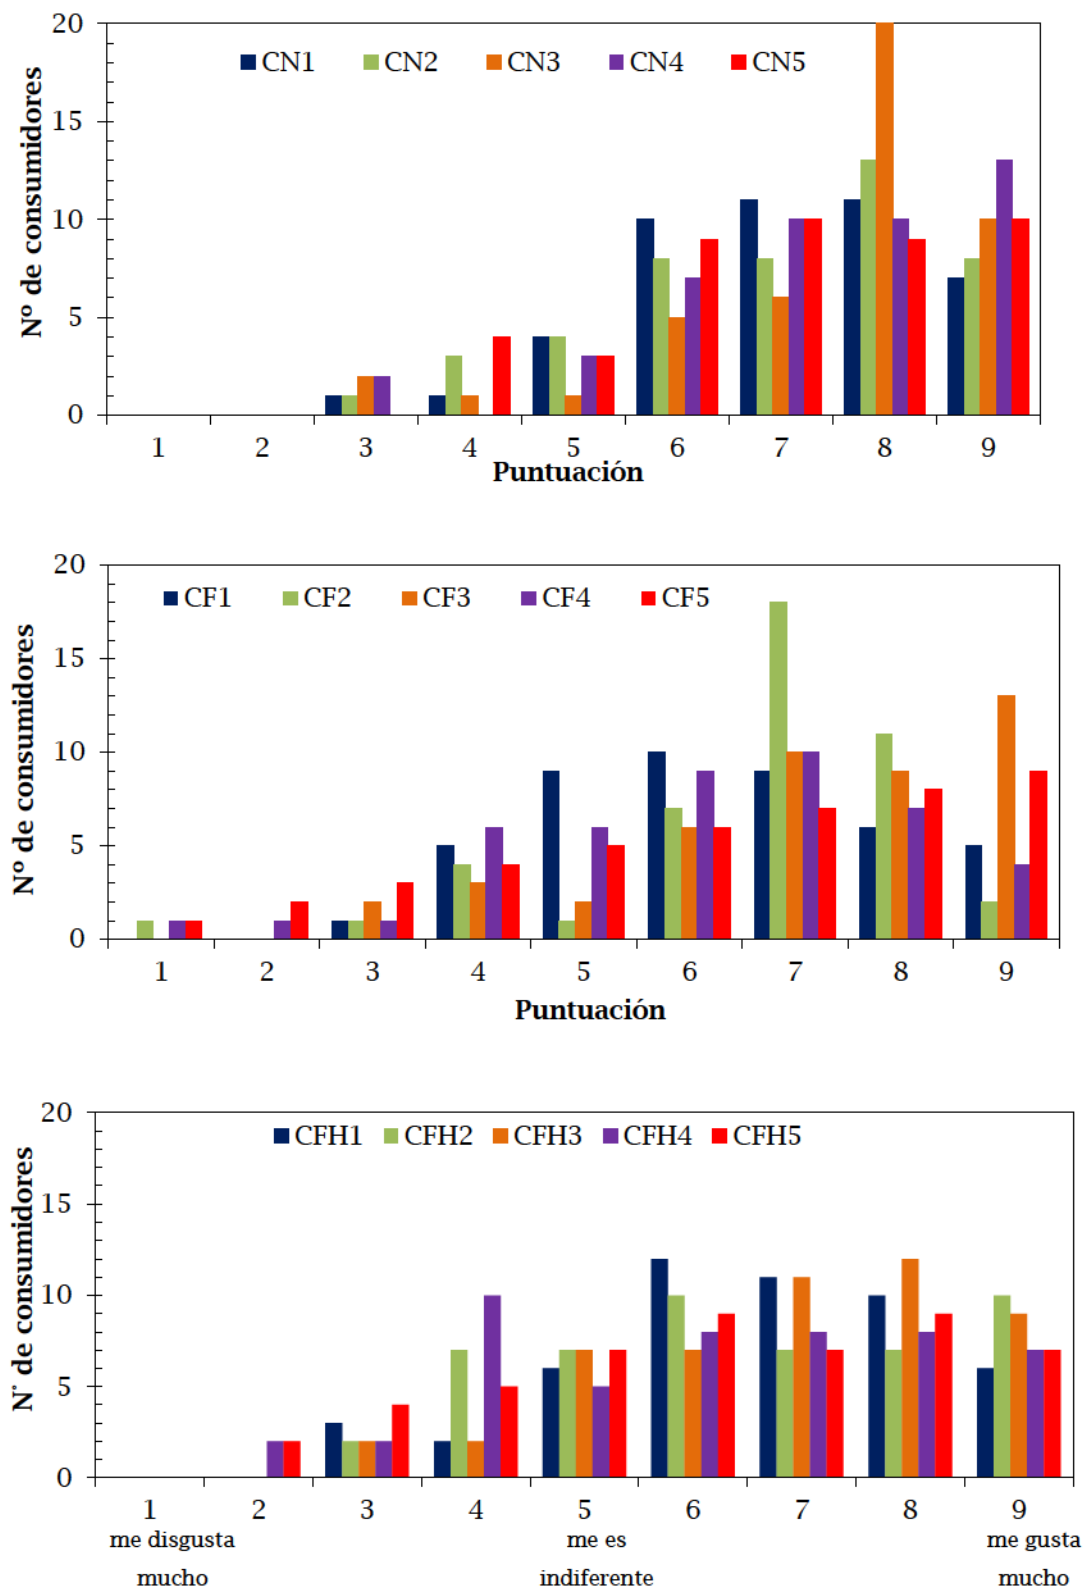 20
CN1 CN2 CN3 CN4 CN5
15
10
5
0
Nº de consumidores
1 2 3 4 5 6 7 8 9
Puntuación
20
CF1 CF2 CF3 CF4 CF5
15
10
5
0
Nº de consumidores
1 2 3 4 5 6 7 8 9
Puntuación
20
CFH1 CFH2 CFH3 CFH4 CFH5
15
10
5
0
N° de consumidores
1 2 3 4 5 6 7 8 9
me disgusta me es me gusta
mucho indiferente mucho